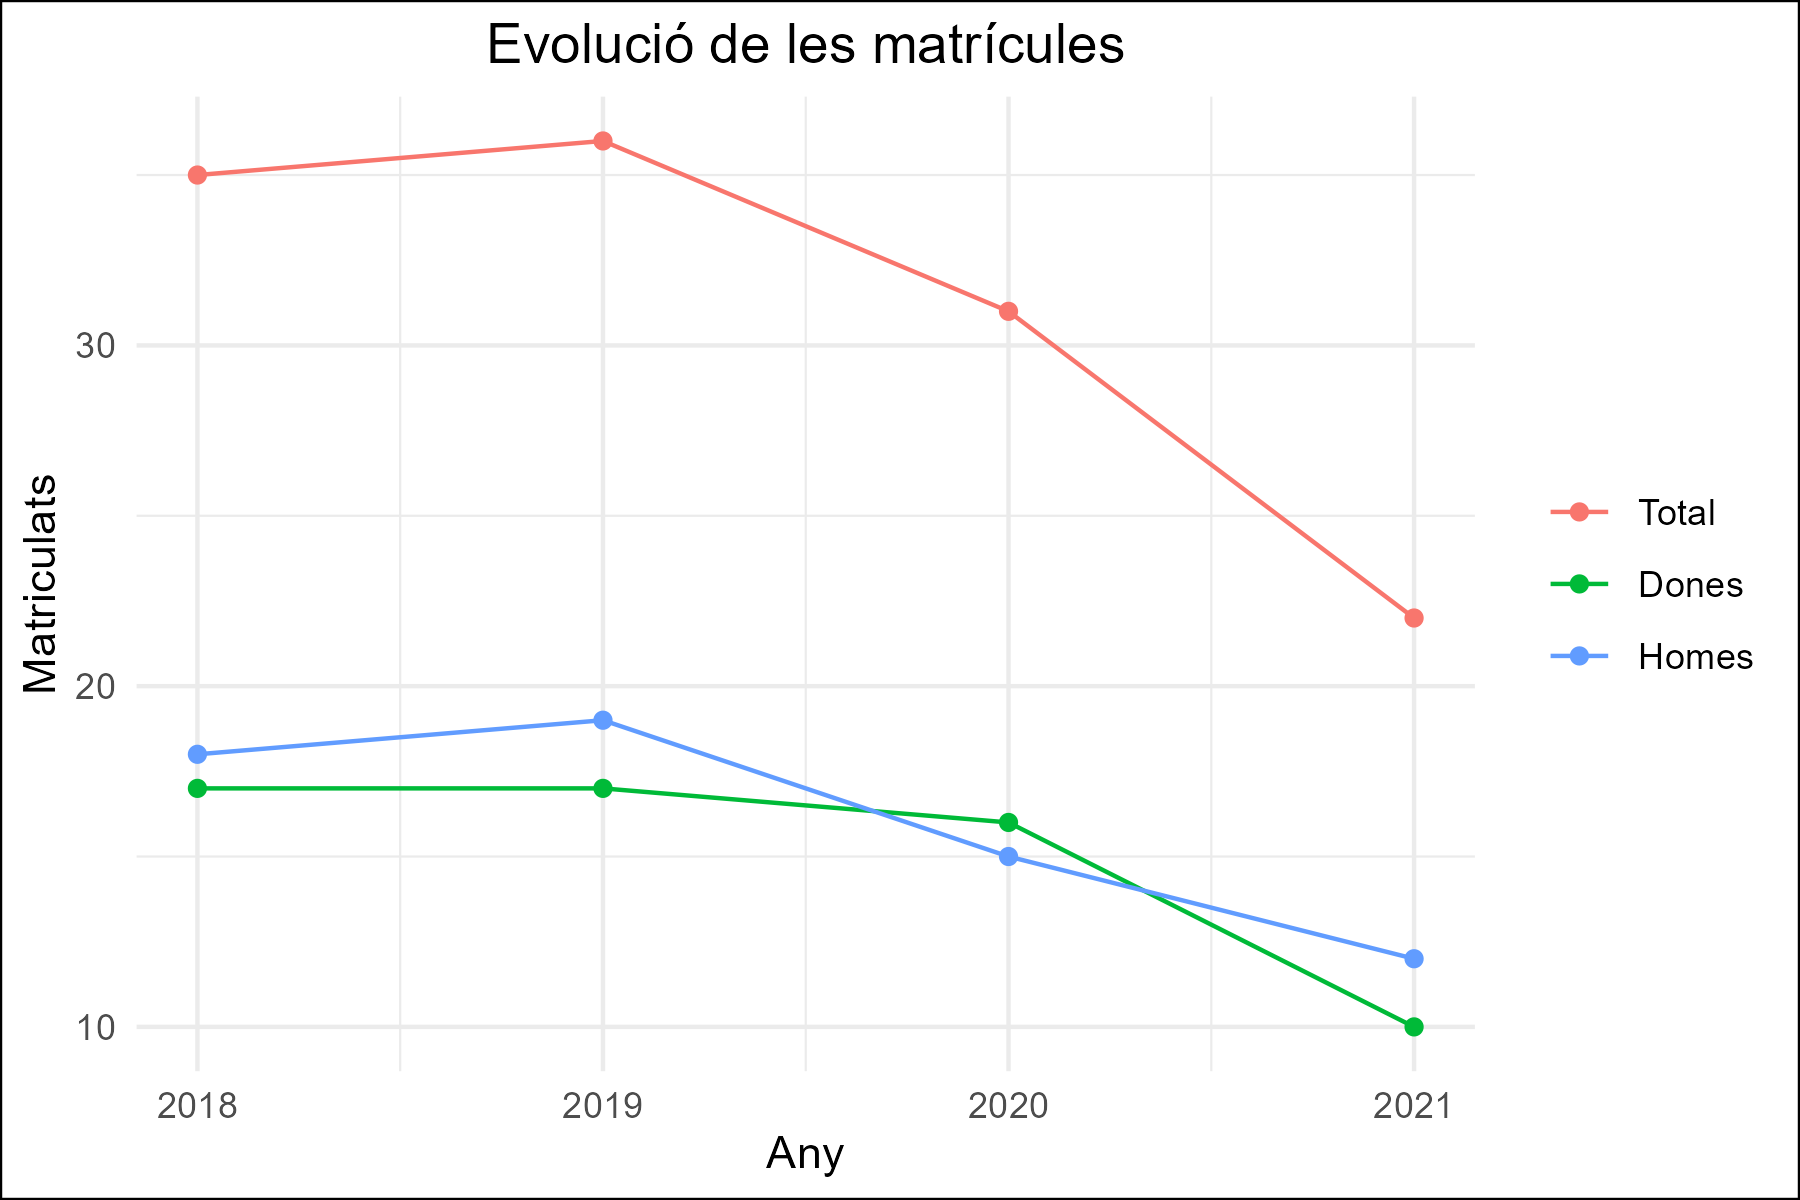 Evolució de les matrícules
Matriculats
30
20
10
2018
2019
2020
2021
Any
Total
Dones
Homes